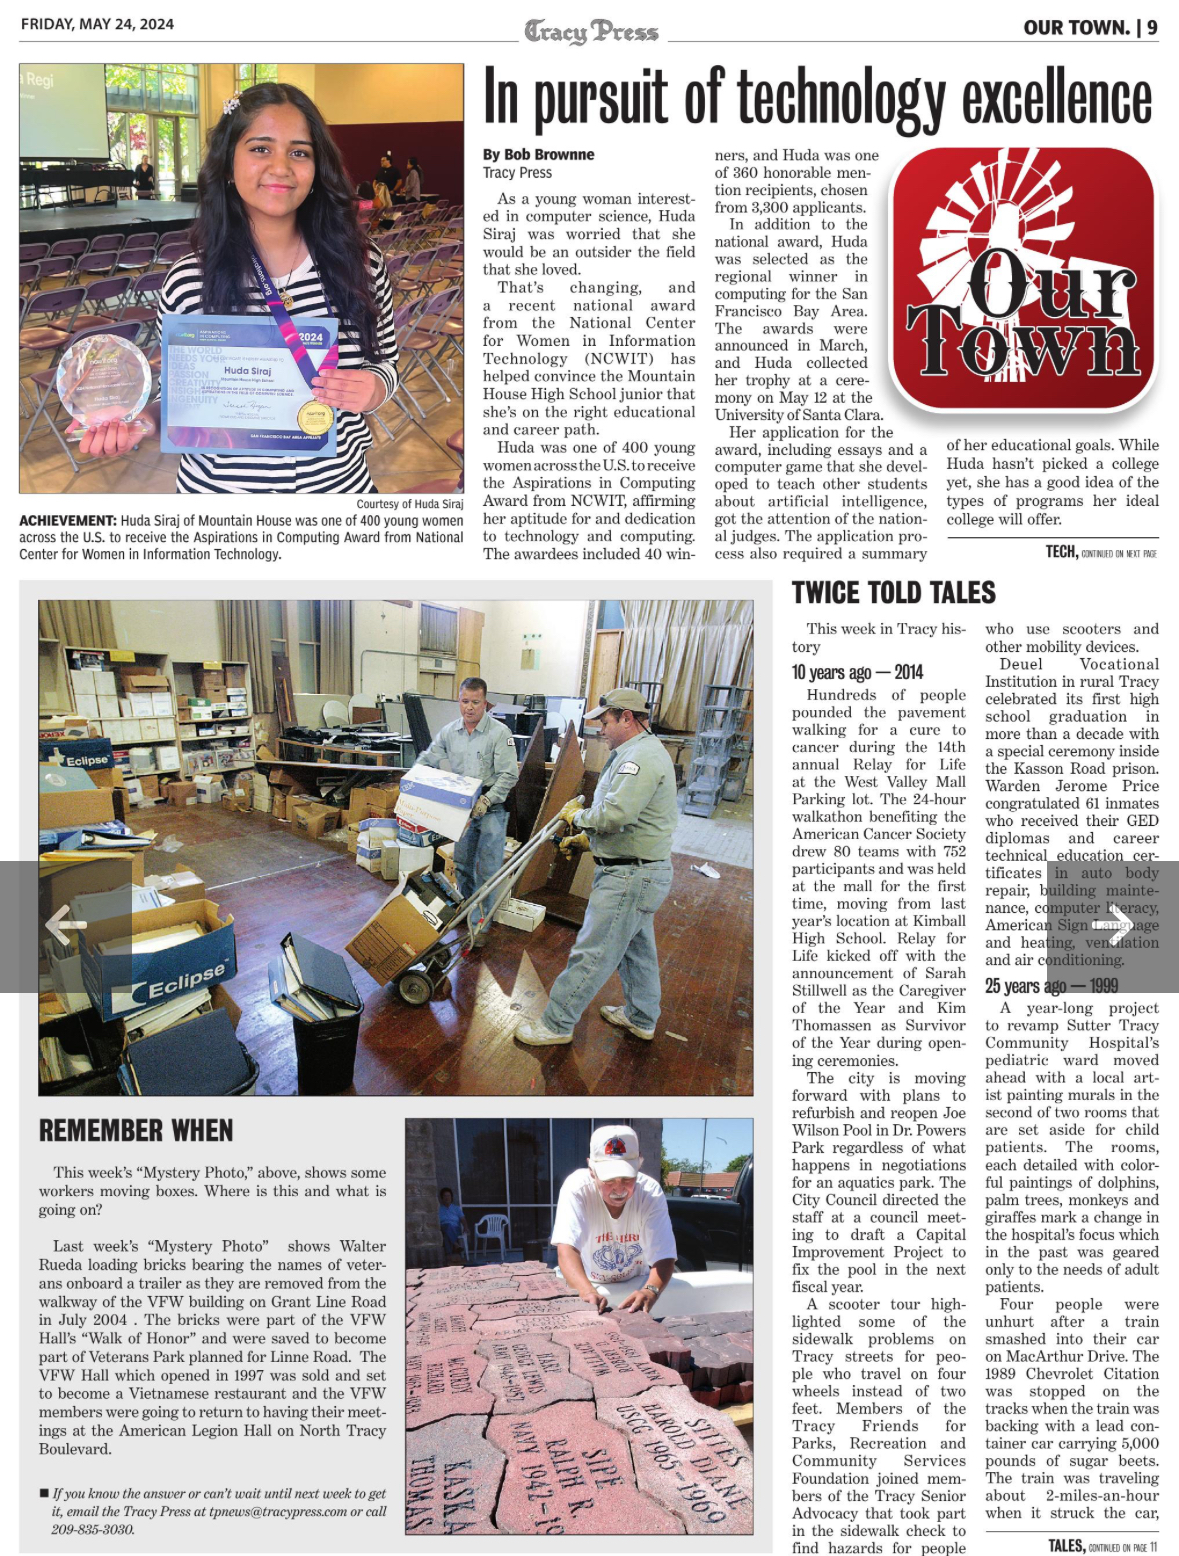 FRIDAY, MAY 24, 2024
Tracy Press
OUR TOWN. | 9
Regi
2024
THE WORLD
NEEDS YOUR
IDEAS
PASSION
CREATIVITY
INGENUITY
Huda Siraj
Mountain House High School
SAN FRANCISCO BAY AREA AFFILIATE
Courtesy of Huda Siraj
ACHIEVEMENT: Huda Siraj of Mountain House was one of 400 young women
across the U.S. to receive the Aspirations in Computing Award from National
Center for Women in Information Technology.
In pursuit of technology excellence
By Bob Brownne
Tracy Press
As a young woman interest-
ed in computer science, Huda
Siraj was worried that she
would be an outsider the field
that she loved.
That's changing, and
a recent national award
from the National Center
for Women in Information
Technology (NCWIT) has
helped convince the Mountain
House High School junior that
she's on the right educational
and career path.
Huda was one of 400 young
women across the U.S. to receive
the Aspirations in Computing
Award from NCWIT, affirming
her aptitude for and dedication
to technology and computing.
The awardees included 40 win-
ners, and Huda was one
of 360 honorable men-
tion recipients, chosen
from 3,300 applicants.
In addition to the
national award, Huda
was selected as the
regional winner in
computing for the San
Francisco Bay Area.
The awards were
announced in March,
and Huda collected
her trophy at a cere-
mony on May 12 at the
University of Santa Clara.
Her application for the
award, including essays and a
computer game that she devel-
oped to teach other students
about artificial intelligence,
got the attention of the nation-
al judges. The application pro-
cess also required a summary
Our
Town
of her educational goals. While
Huda hasn't picked a college
yet, she has a good idea of the
types of programs her ideal
college will offer.
TECH, CONTINUED ON NEXT PAGE
Eclipse
Eclipse
REMEMBER WHEN
This week's "Mystery Photo," above, shows some
workers moving boxes. Where is this and what is
going on?
Last week's "Mystery Photo" shows Walter
Rueda loading bricks bearing the names of veter-
ans onboard a trailer as they are removed from the
walkway of the VFW building on Grant Line Road
in July 2004 . The bricks were part of the VFW
Hall's "Walk of Honor" and were saved to become
part of Veterans Park planned for Linne Road. The
VFW Hall which opened in 1997 was sold and set
to become a Vietnamese restaurant and the VFW
members were going to return to having their meet-
ings at the American Legion Hall on North Tracy
Boulevard.
■ If you know the answer or can't wait until next week to get
it, email the Tracy Press at tpnews@tracypress.com or call
209-835-3030.
MCCURDY
RICHARD
SPITES
HAROLD DIANE
USCG 1965-1969
SIPE
RALPH R.
NAVY 1942-
KASKA
THOMAS
TWICE TOLD TALES
This week in Tracy his-
tory
10 years ago — 2014
Hundreds of people
pounded the pavement
walking for a cure to
cancer during the 14th
annual Relay for Life
at the West Valley Mall
Parking lot. The 24-hour
walkathon benefiting the
American Cancer Society
drew 80 teams with 752
participants and was held
at the mall for the first
time, moving from last
year's location at Kimball
High School. Relay for
Life kicked off with the
announcement of Sarah
Stillwell as the Caregiver
of the Year and Kim
Thomassen as Survivor
of the Year during open-
ing ceremonies.
The city is moving
forward with plans to
refurbish and reopen Joe
Wilson Pool in Dr. Powers
Park regardless of what
happens in negotiations
for an aquatics park. The
City Council directed the
staff at a council meet-
ing to draft a Capital
Improvement Project to
fix the pool in the next
fiscal year.
A scooter tour high-
lighted some of the
sidewalk problems on
Tracy streets for peo-
ple who travel on four
wheels instead of two
feet. Members of the
Tracy Friends for
Parks, Recreation and
Community Services
Foundation joined mem-
bers of the Tracy Senior
Advocacy that took part
in the sidewalk check to
find hazards for people
who use scooters and
other mobility devices.
Deuel Vocational
Institution in rural Tracy
celebrated its first high
school graduation in
more than a decade with
a special ceremony inside
the Kasson Road prison.
Warden Jerome Price
congratulated 61 inmates
who received their GED
diplomas and career
technical education cer-
tificates in auto body
repair, building mainte-
nance, computer literacy,
American Sign Language
and heating, ventilation
and air conditioning.
25 years ago — 1999
A year-long project
to revamp Sutter Tracy
Community Hospital's
pediatric ward moved
ahead with a local art-
ist painting murals in the
second of two rooms that
are set aside for child
patients. The rooms,
each detailed with color-
ful paintings of dolphins,
palm trees, monkeys and
giraffes mark a change in
the hospital's focus which
in the past was geared
only to the needs of adult
patients.
Four people were
unhurt after a train
smashed into their car
on MacArthur Drive. The
1989 Chevrolet Citation
was stopped on the
tracks when the train was
backing with a lead con-
tainer car carrying 5,000
pounds of sugar beets.
The train was traveling
about 2-miles-an-hour
when it struck the car,
TALES, CONTINUED ON PAGE 11